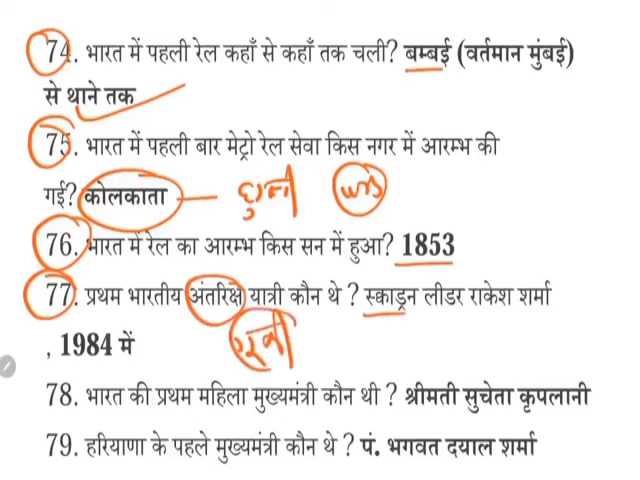 74. भारत में पहली रेल कहाँ से कहाँ तक चली? बम्बई (वर्तमान मुंबई)
से थाने तक
75. भारत में पहली बार मेट्रो रेल सेवा किस नगर में आरम्भ की
गई? कोलकाता
76. भारत में रेल का आरम्भ किस सन में हुआ? 1853
77. प्रथम भारतीय अंतरिक्ष यात्री कौन थे ? स्काड्रन लीडर राकेश शर्मा
, 1984 में
78. भारत की प्रथम महिला मुख्यमंत्री कौन थी ? श्रीमती सुचेता कृपलानी
79. हरियाणा के पहले मुख्यमंत्री कौन थे ? पं. भगवत दयाल शर्मा